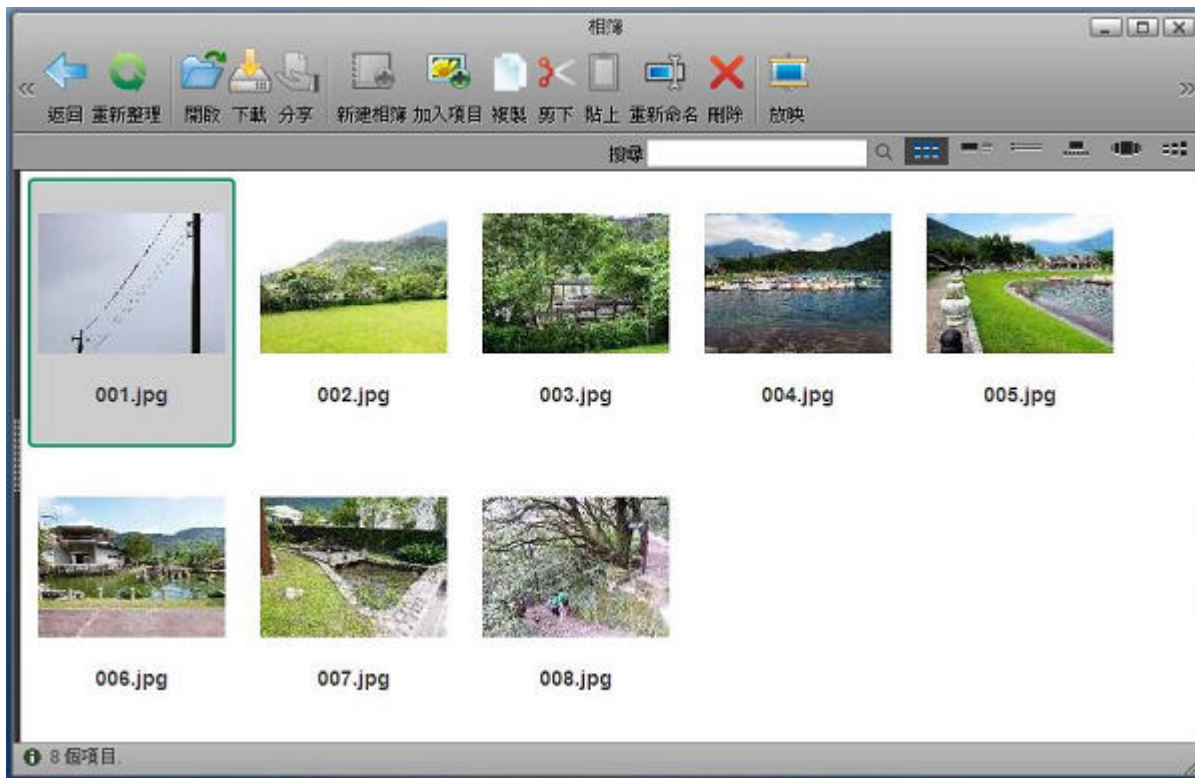 相簿
返回 重新整理 開啟 下載 分享 新建相簿 加入項目 複製 剪下 貼上 重新命名 刪除 放映
搜尋
001.jpg 002.jpg 003.jpg 004.jpg 005.jpg
006.jpg 007.jpg 008.jpg
8 個項目.